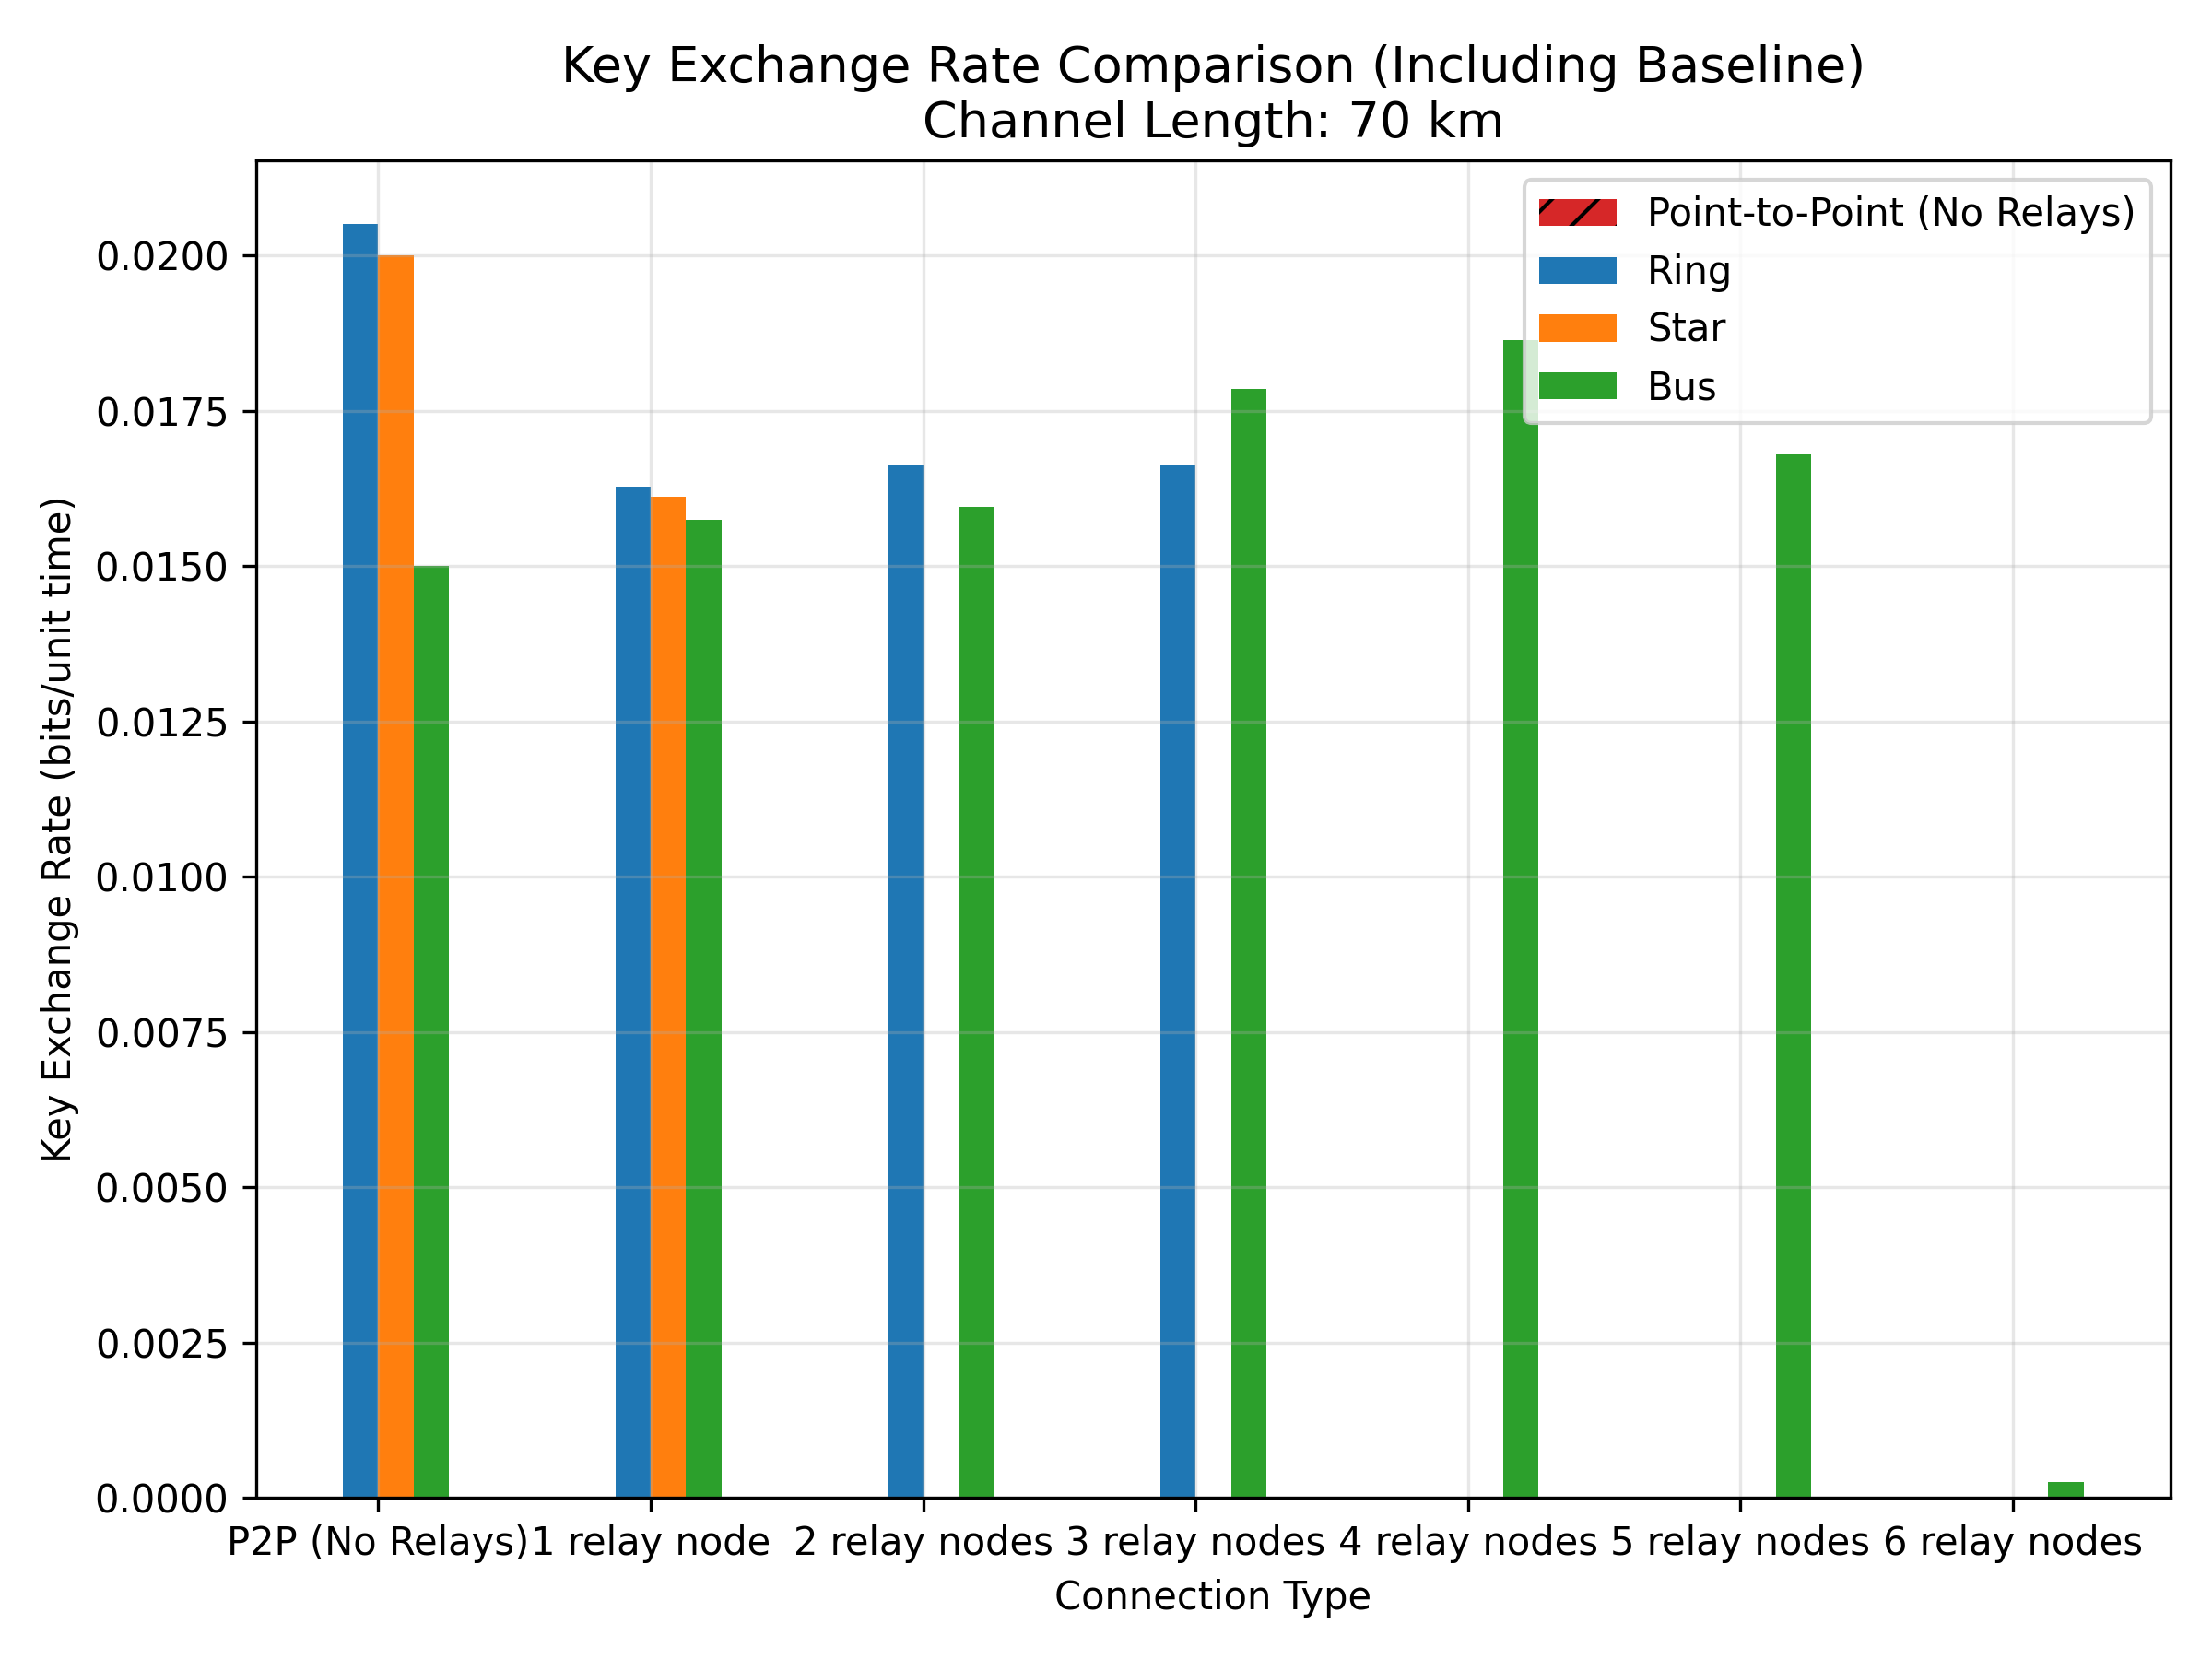 Key Exchange Rate Comparison (Including Baseline)
Channel Length: 70 km
Point-to-Point (No Relays)
Ring
Star
Bus
Key Exchange Rate (bits/unit time)
0.0200
0.0175
0.0150
0.0125
0.0100
0.0075
0.0050
0.0025
0.0000
P2P (No Relays) 1 relay node 2 relay nodes 3 relay nodes 4 relay nodes 5 relay nodes 6 relay nodes
Connection Type